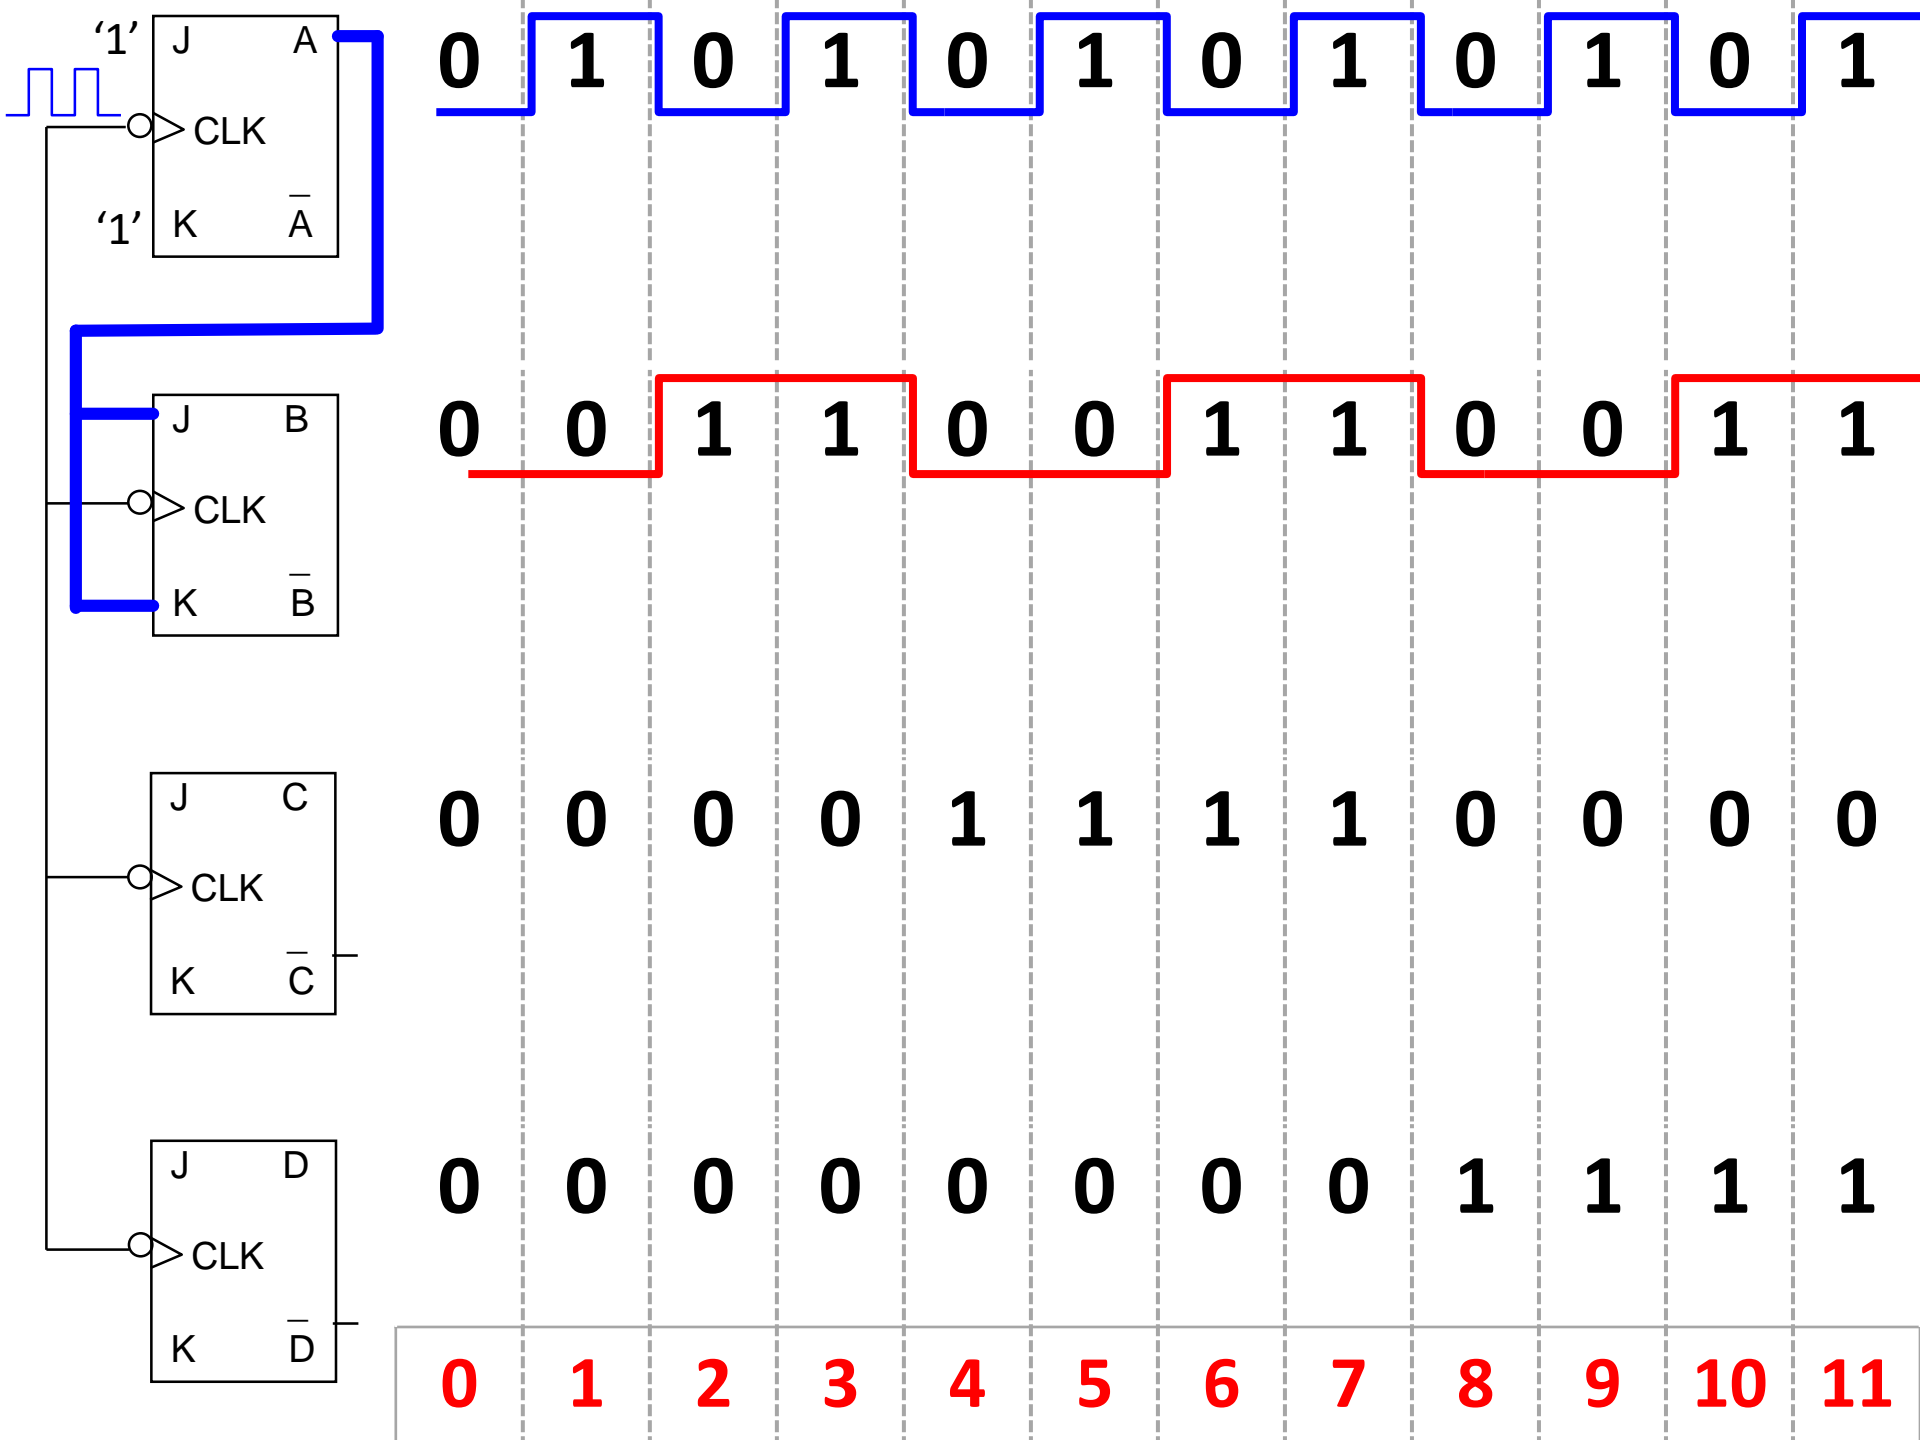 ‘1’ J A 0 1 0 1 0 1 0 1 0 1 0 1
CLK
‘1’ K A̅
J B 0 0 1 1 0 0 1 1 0 0 1 1
CLK
K B̅
J C 0 0 0 0 1 1 1 1 0 0 0 0
CLK
K C̅
J D 0 0 0 0 0 0 0 0 1 1 1 1
CLK
K D̅
0 1 2 3 4 5 6 7 8 9 10 11